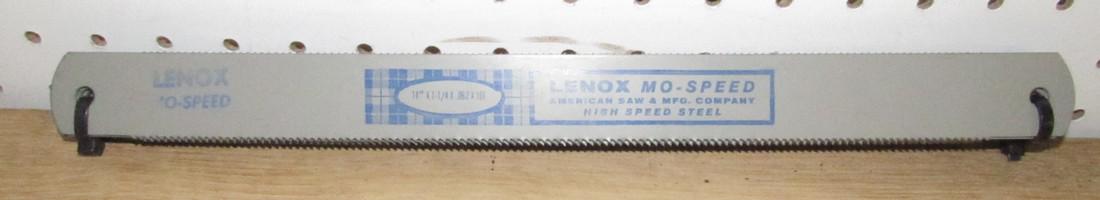 LENOX
'O-SPEED
LENOX MO-SPEED
AMERICAN SAW & MFG. COMPANY
HIGH SPEED STEEL